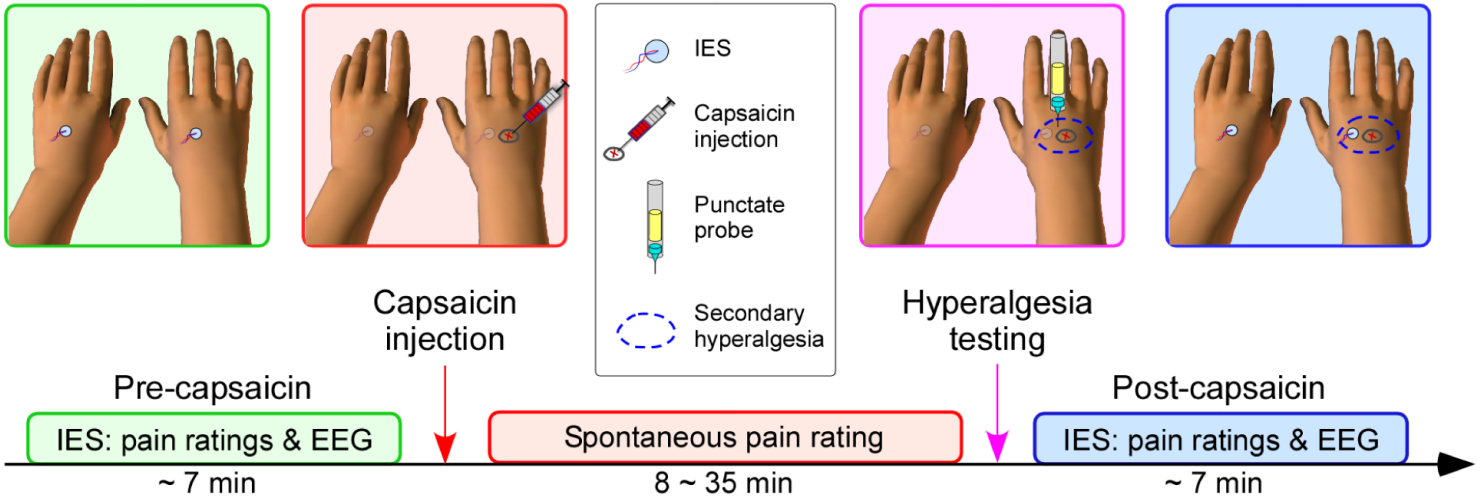 IES
Capsaicin
injection
Punctate
probe
Secondary
hyperalgesia
Capsaicin
injection
Hyperalgesia
testing
Pre-capsaicin
Post-capsaicin
IES: pain ratings & EEG
Spontaneous pain rating
IES: pain ratings & EEG
~ 7 min
8 ~ 35 min
~ 7 min